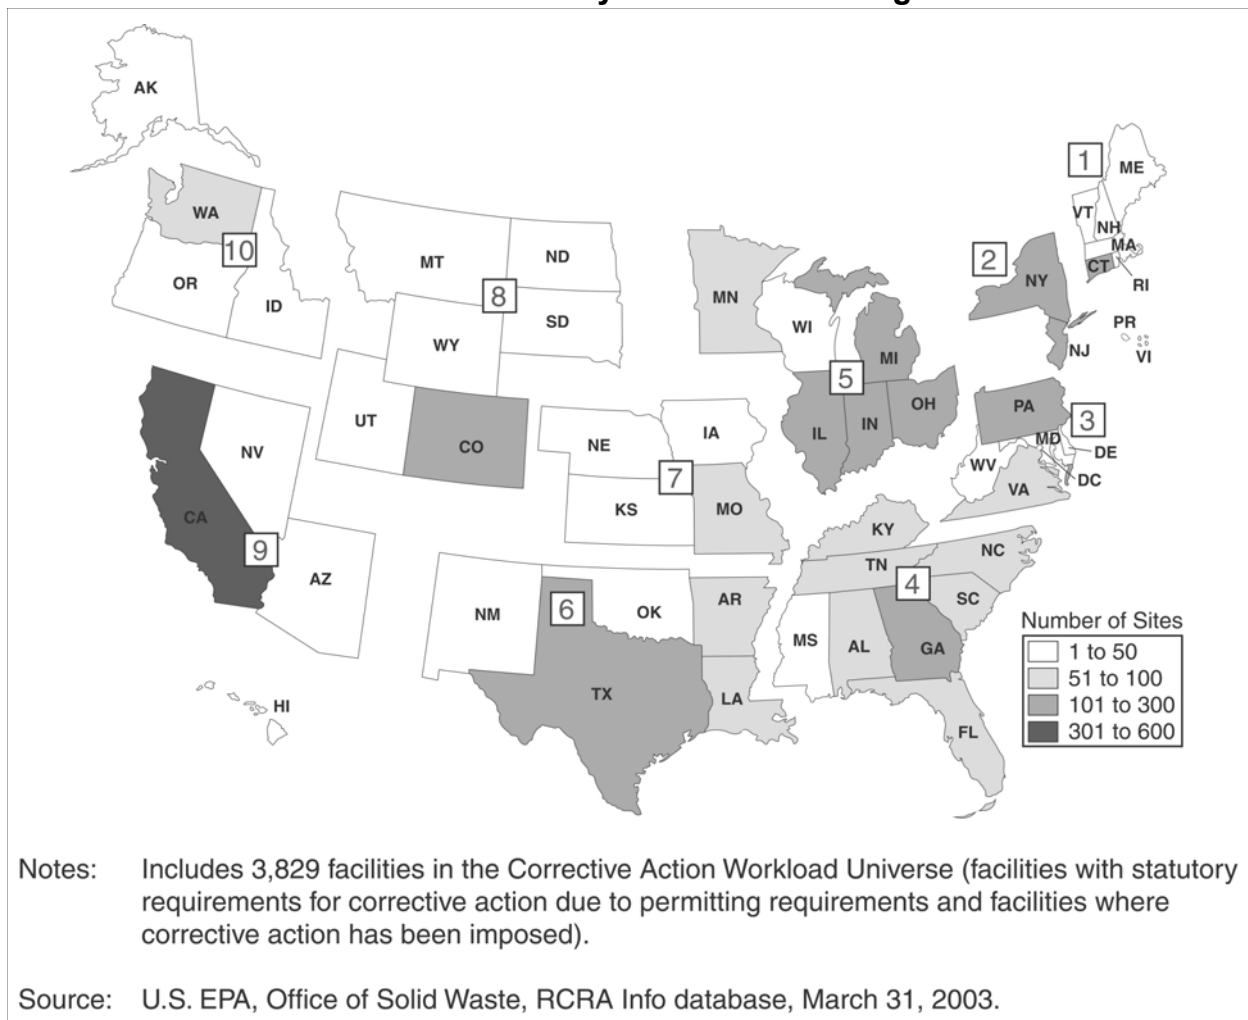 AK
1
ME
WA
VT
NH
10
2
MA
MT
ND
CT
OR
8
NY
RI
ID
MN
SD
WI
PR
WY
MI
NJ
VI
5
UT
OH
PA
CO
IL
IN
3
NV
NE
IA
MD
DE
WV
7
DC
VA
CA
KS
MO
KY
9
NC
TN
AZ
4
6
AR
SC
NM
OK
MS
AL
GA
Number of Sites
1 to 50
51 to 100
101 to 300
301 to 600
TX
LA
HI
FL
Notes: Includes 3,829 facilities in the Corrective Action Workload Universe (facilities with statutory
requirements for corrective action due to permitting requirements and facilities where
corrective action has been imposed).
Source: U.S. EPA, Office of Solid Waste, RCRA Info database, March 31, 2003.